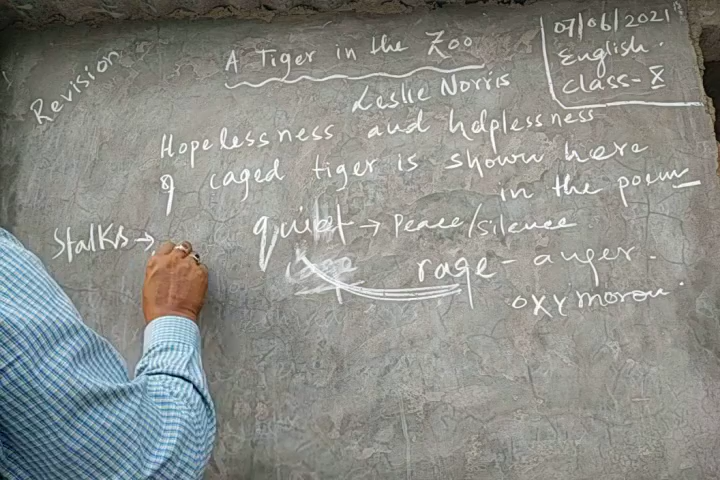 Revision
A Tiger in the Zoo
07/06/2021
English.
Class- X
Leslie Norris
Hopelessness and helplessness
of caged tiger is shown here
in the poem
Stalks →
quiet → Peace/silence
rage - anger.
oxymoron.